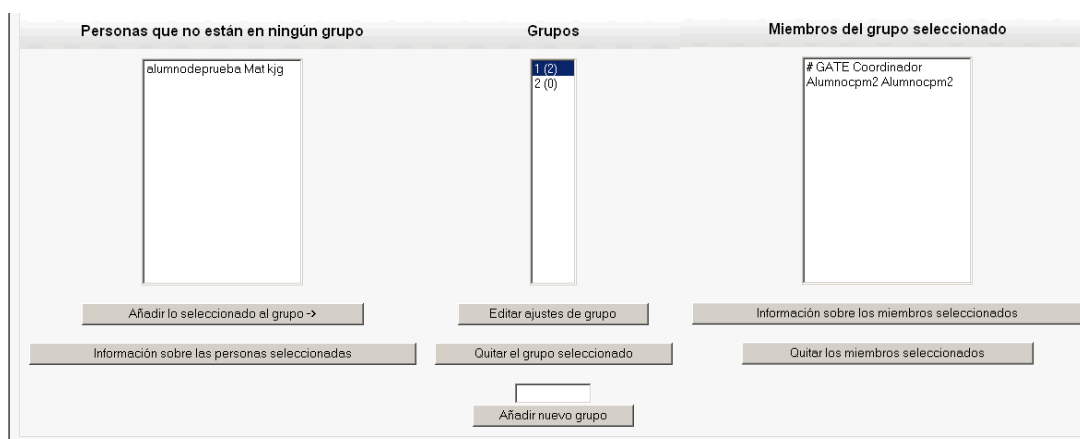 Personas que no están en ningún grupo
Grupos
Miembros del grupo seleccionado
alumnodeprueba Mat kjg
1 (2)
2 (0)
# GATE Coordinador
Alumnocpm2 Alumnocpm2
Añadir lo seleccionado al grupo ->
Editar ajustes de grupo
Información sobre los miembros seleccionados
Información sobre las personas seleccionadas
Quitar el grupo seleccionado
Quitar los miembros seleccionados
Añadir nuevo grupo